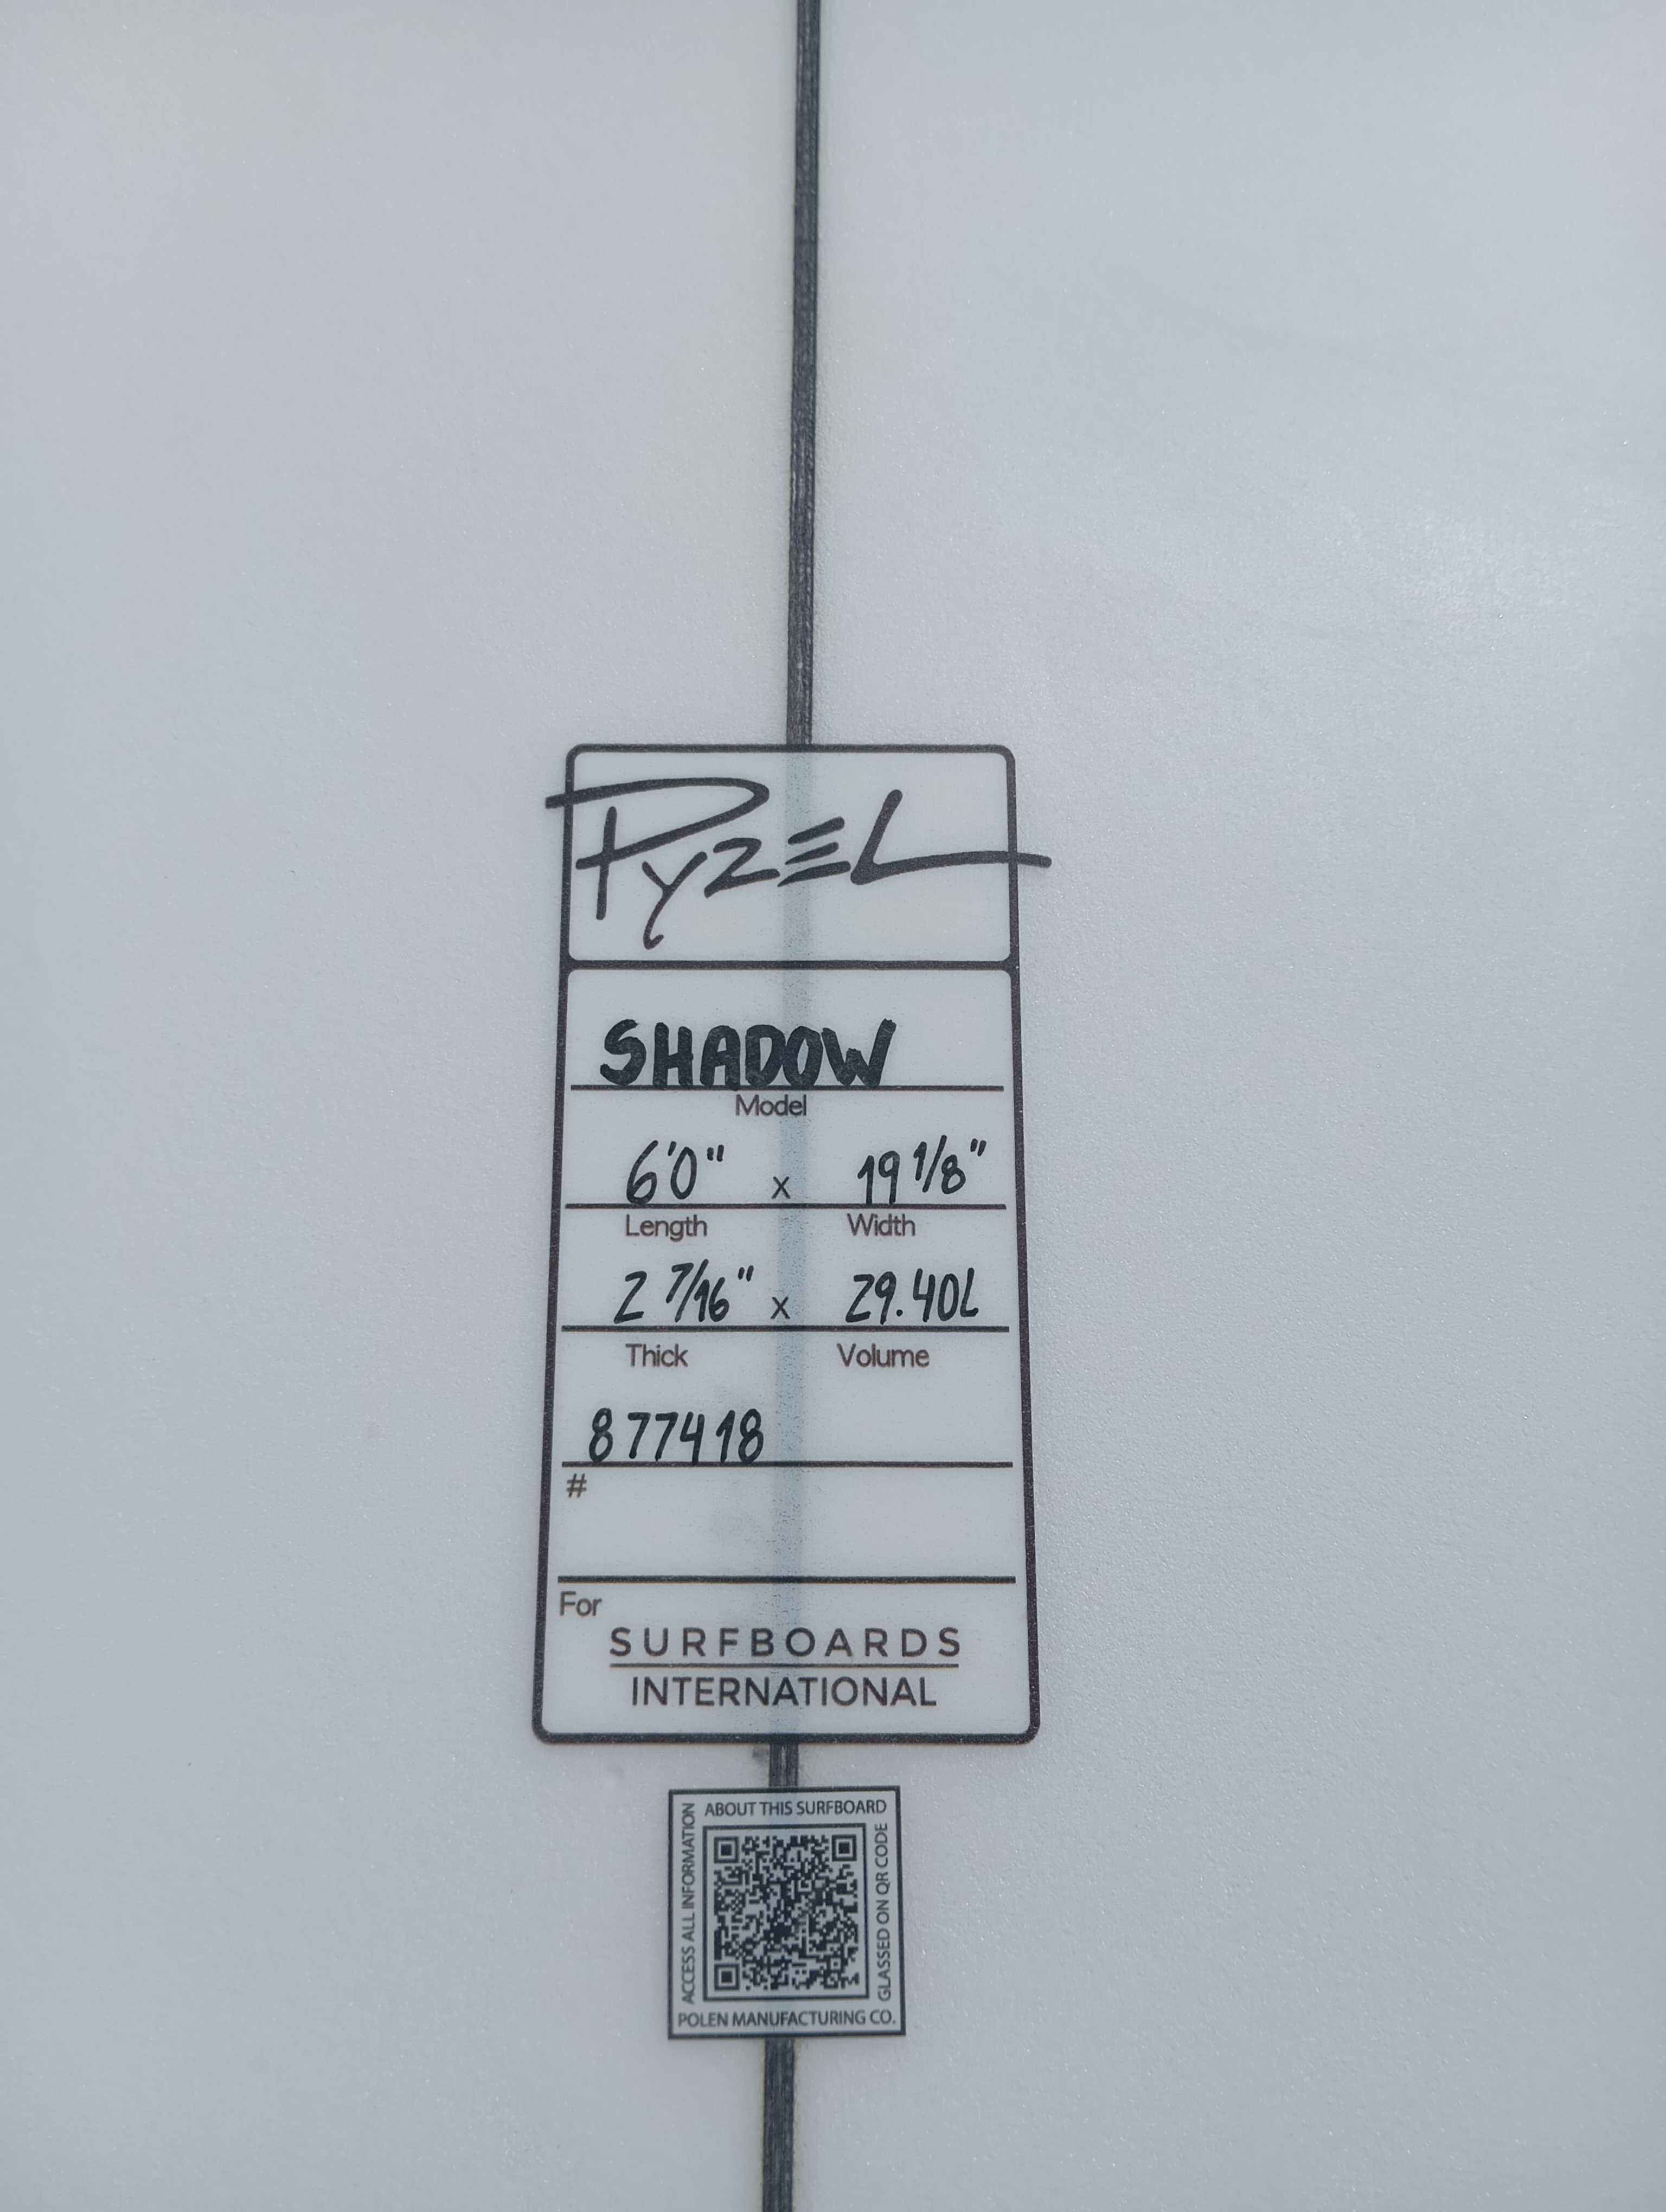 PYZEL
SHADOW
Model
6'0" x 19 1/8"
Length Width
2 7/16" x 29.40L
Thick Volume
877418
#
For
SURFBOARDS
INTERNATIONAL
ABOUT THIS SURFBOARD
ACCESS ALL INFORMATION
GLASSED ON QR CODE
POLEN MANUFACTURING CO.